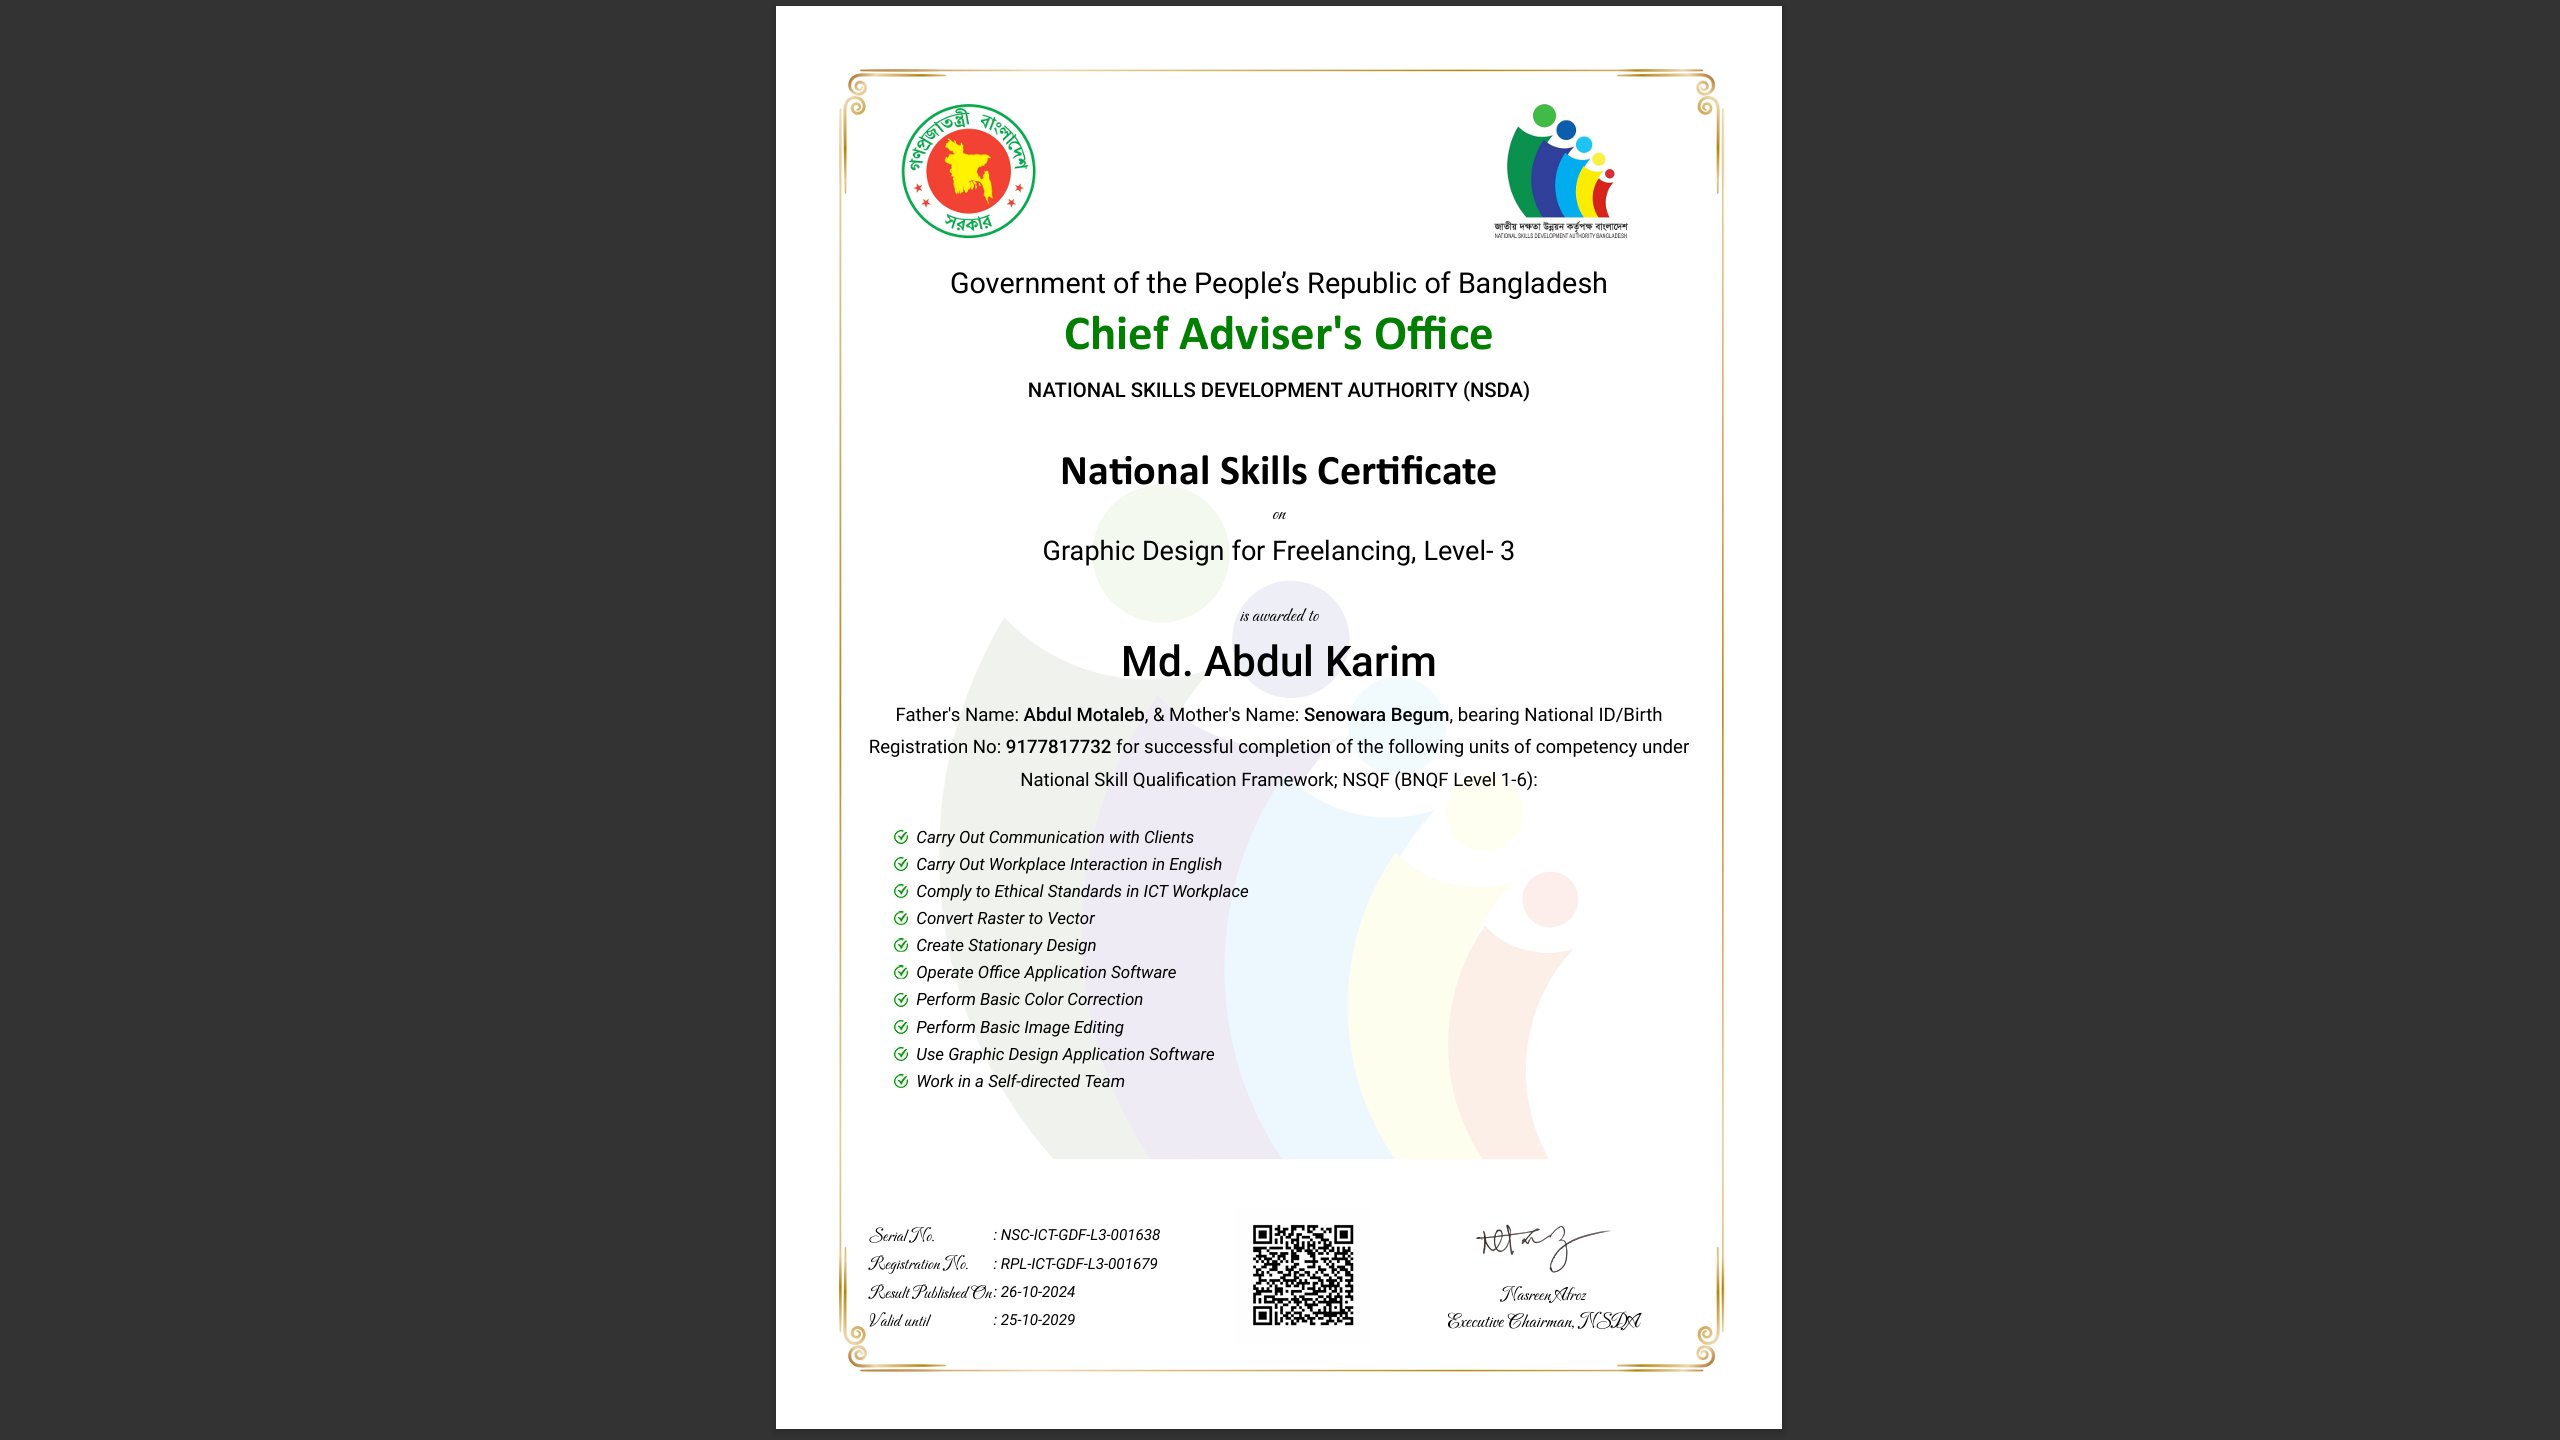 গণপ্রজাতন্ত্রী বাংলাদেশ
সরকার
জাতীয় দক্ষতা উন্নয়ন কর্তৃপক্ষ বাংলাদেশ
NATIONAL SKILLS DEVELOPMENT AUTHORITY BANGLADESH
Government of the People’s Republic of Bangladesh
Chief Adviser's Office
NATIONAL SKILLS DEVELOPMENT AUTHORITY (NSDA)
National Skills Certificate
on
Graphic Design for Freelancing, Level- 3
is awarded to
Md. Abdul Karim
Father's Name: Abdul Motaleb, & Mother's Name: Senowara Begum, bearing National ID/Birth
Registration No: 9177817732 for successful completion of the following units of competency under
National Skill Qualification Framework; NSQF (BNQF Level 1-6):
Carry Out Communication with Clients
Carry Out Workplace Interaction in English
Comply to Ethical Standards in ICT Workplace
Convert Raster to Vector
Create Stationary Design
Operate Office Application Software
Perform Basic Color Correction
Perform Basic Image Editing
Use Graphic Design Application Software
Work in a Self-directed Team
Serial No. : NSC-ICT-GDF-L3-001638
Registration No. : RPL-ICT-GDF-L3-001679
Result Published On : 26-10-2024
Valid until : 25-10-2029
Nasreen Afroz
Executive Chairman, NSDA